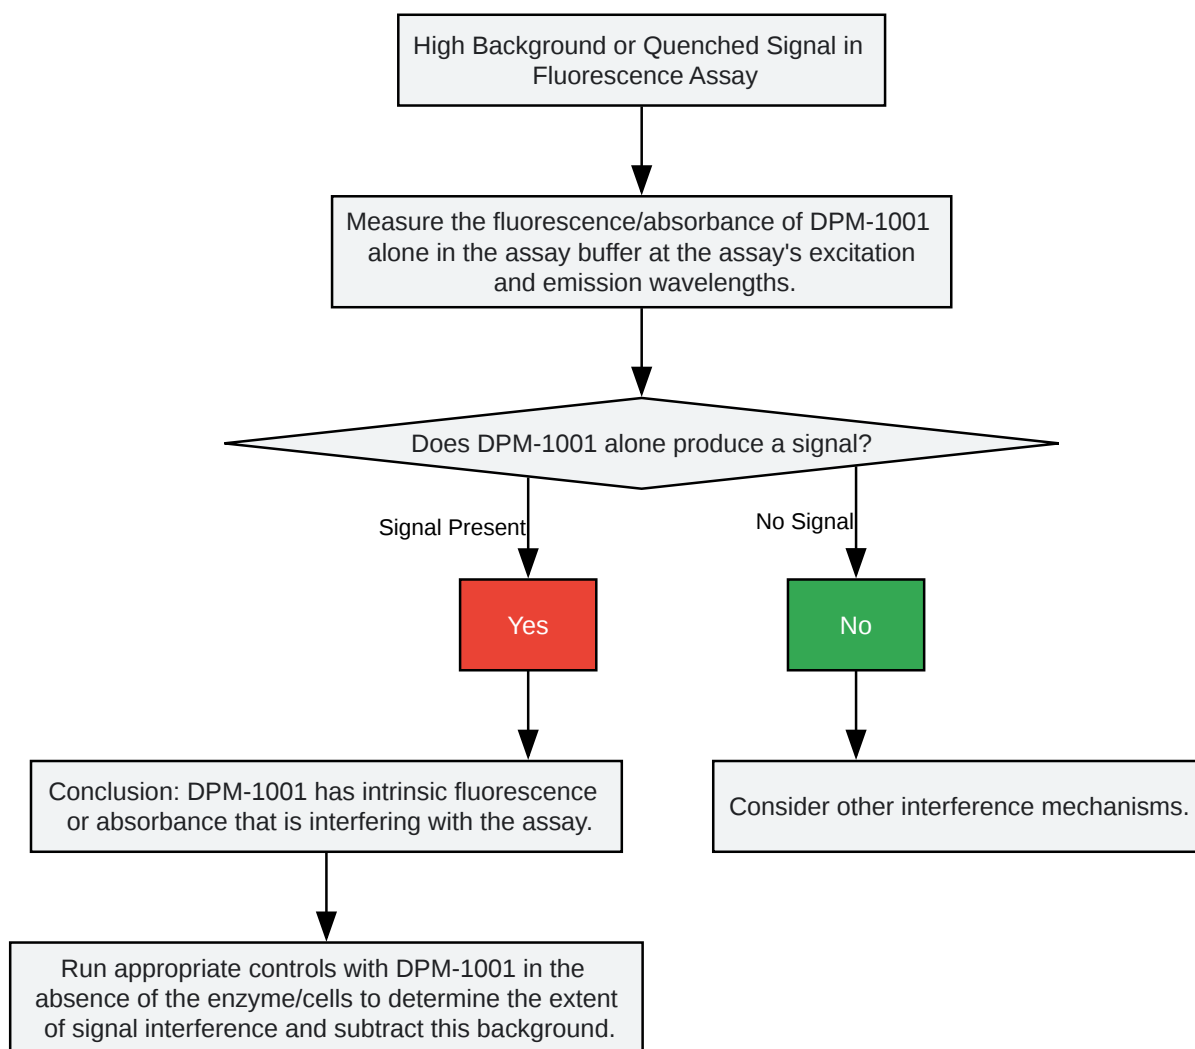 High Background or Quenched Signal in
Fluorescence Assay
Measure the fluorescence/absorbance of DPM-1001
alone in the assay buffer at the assay's excitation
and emission wavelengths.
Does DPM-1001 alone produce a signal?
Signal Present
No Signal
Yes
No
Conclusion: DPM-1001 has intrinsic fluorescence
or absorbance that is interfering with the assay.
Consider other interference mechanisms.
Run appropriate controls with DPM-1001 in the
absence of the enzyme/cells to determine the extent
of signal interference and subtract this background.